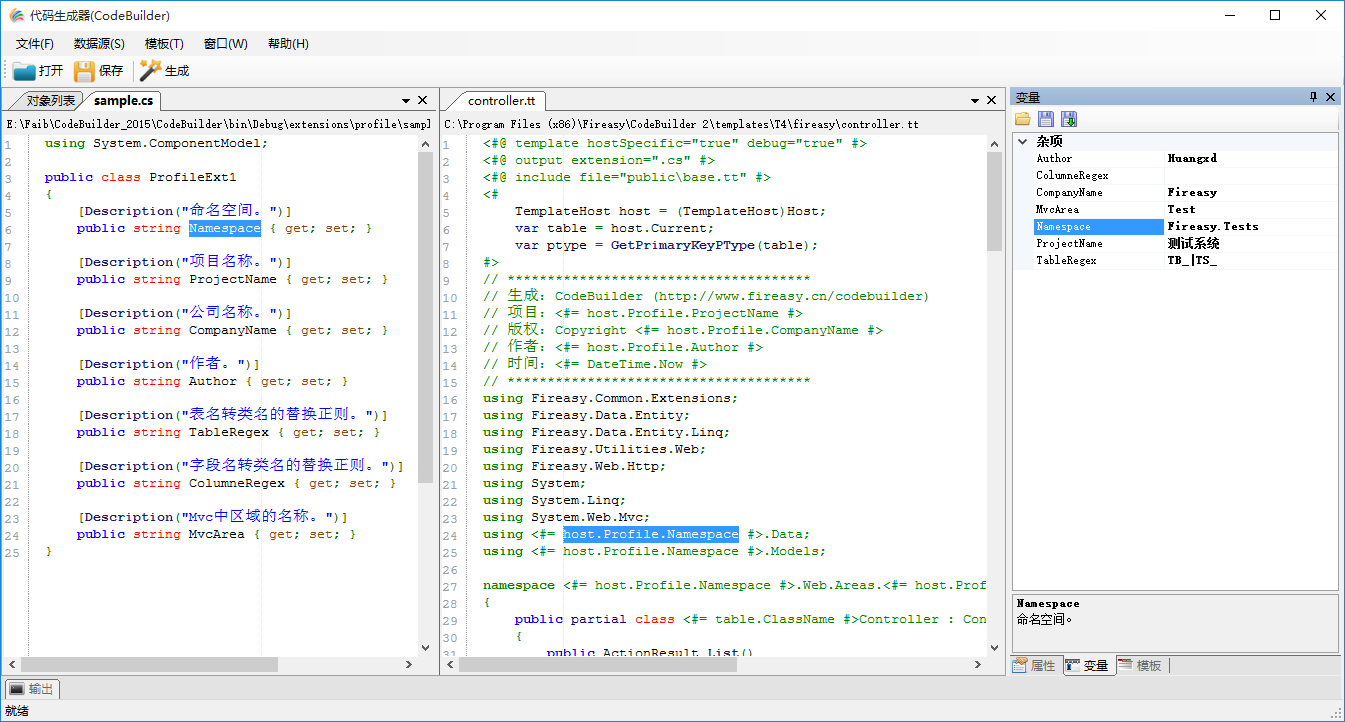 代码生成器(CodeBuilder)
文件(F) 数据源(S) 模板(T) 窗口(W) 帮助(H)
打开 保存 生成
对象列表 sample.cs
E:\Faib\CodeBuilder_2015\CodeBuilder\bin\Debug\extensions\profile\sampl
1 using System.ComponentModel;
2
3 public class ProfileExt1
4 {
5 [Description("命名空间。")]
6 public string Namespace { get; set; }
7
8 [Description("项目名称。")]
9 public string ProjectName { get; set; }
10
11 [Description("公司名称。")]
12 public string CompanyName { get; set; }
13
14 [Description("作者。")]
15 public string Author { get; set; }
16
17 [Description("表名转类名的替换正则。")]
18 public string TableRegex { get; set; }
19
20 [Description("字段名转类名的替换正则。")]
21 public string ColumneRegex { get; set; }
22
23 [Description("Mvc中区域的名称。")]
24 public string MvcArea { get; set; }
25 }
controller.tt
C:\Program Files (x86)\Fireasy\CodeBuilder 2\templates\T4\fireasy\controller.tt
1 <#@ template hostSpecific="true" debug="true" #>
2 <#@ output extension=".cs" #>
3 <#@ include file="public\base.tt" #>
4 <#
5 TemplateHost host = (TemplateHost)Host;
6 var table = host.Current;
7 var ptype = GetPrimaryKeyPType(table);
8 #>
9 // **************************************
10 // 生成: CodeBuilder (http://www.fireasy.cn/codebuilder)
11 // 项目: <#= host.Profile.ProjectName #>
12 // 版权: Copyright <#= host.Profile.CompanyName #>
13 // 作者: <#= host.Profile.Author #>
14 // 时间: <#= DateTime.Now #>
15 // **************************************
16 using Fireasy.Common.Extensions;
17 using Fireasy.Data.Entity;
18 using Fireasy.Data.Entity.Linq;
19 using Fireasy.Utilities.Web;
20 using Fireasy.Web.Http;
21 using System;
22 using System.Linq;
23 using System.Web.Mvc;
24 using <#= host.Profile.Namespace #>.Data;
25 using <#= host.Profile.Namespace #>.Models;
26
27 namespace <#= host.Profile.Namespace #>.Web.Areas.<#= host.Prof
28 {
29 public partial class <#= table.ClassName #>Controller : Con
30 {
31 public ActionResult List()
变量
杂项
Author Huangxd
ColumneRegex
CompanyName Fireasy
MvcArea Test
Namespace Fireasy.Tests
ProjectName 测试系统
TableRegex TB_|TS_
Namespace
命名空间。
属性 变量 模板
输出
就绪